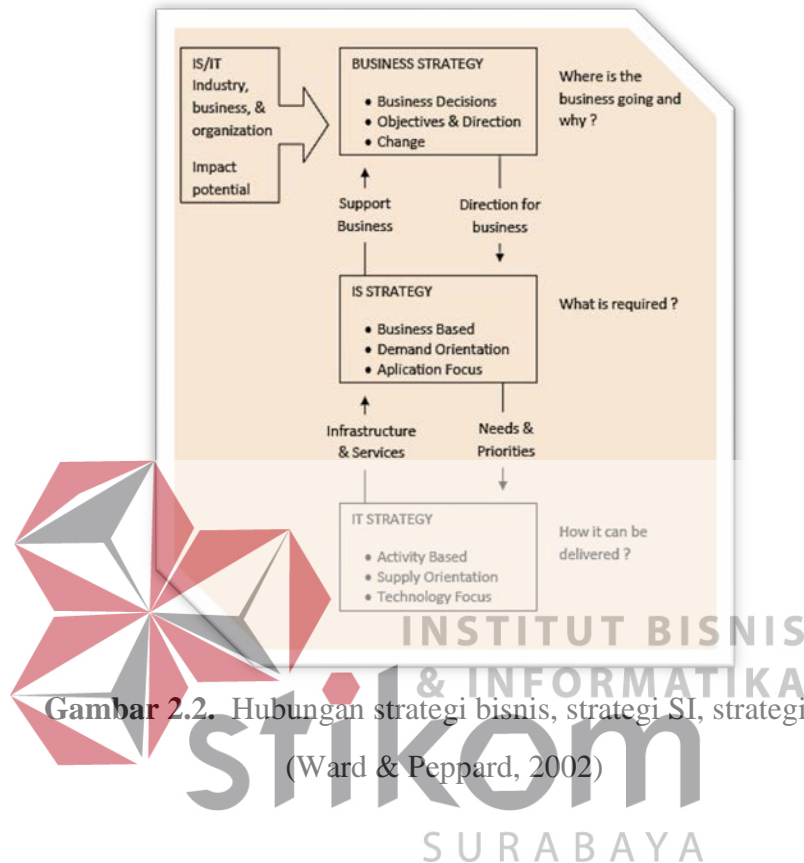 IS/IT
Industry,
business, &
organization
Impact
potential
BUSINESS STRATEGY
• Business Decisions
• Objectives & Direction
• Change
Where is the
business going and
why ?
Support
Business
Direction for
business
IS STRATEGY
• Business Based
• Demand Orientation
• Aplication Focus
What is required ?
Infrastructure
& Services
Needs &
Priorities
IT STRATEGY
• Activity Based
• Supply Orientation
• Technology Focus
How it can be
delivered ?
INSTITUT BISNIS
& INFORMATIKA
Gambar 2.2. Hubungan strategi bisnis, strategi SI, strategi
stikom
(Ward & Peppard, 2002)
SURABAYA